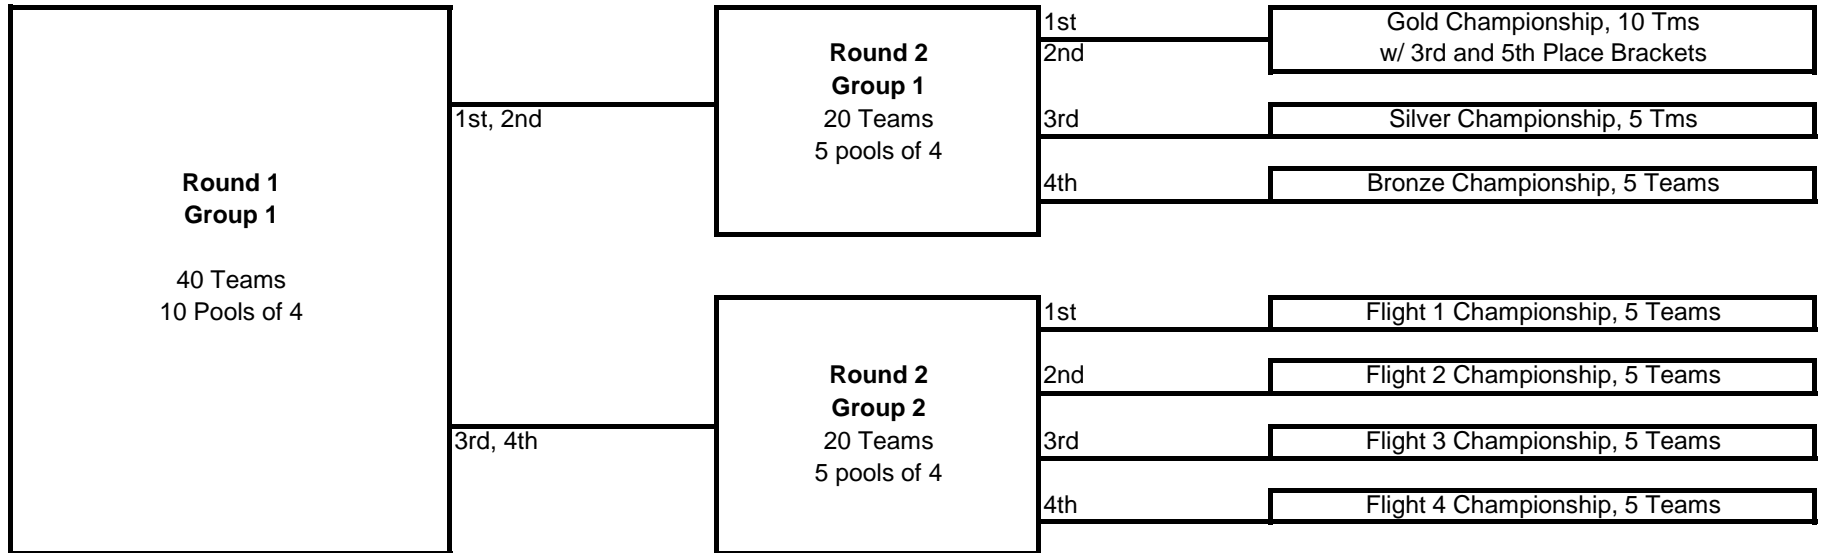 Round 1
Group 1
40 Teams
10 Pools of 4
1st, 2nd
3rd, 4th
Round 2
Group 1
20 Teams
5 pools of 4
1st
2nd
3rd
4th
Gold Championship, 10 Tms
w/ 3rd and 5th Place Brackets
Silver Championship, 5 Tms
Bronze Championship, 5 Teams
Round 2
Group 2
20 Teams
5 pools of 4
1st
2nd
3rd
4th
Flight 1 Championship, 5 Teams
Flight 2 Championship, 5 Teams
Flight 3 Championship, 5 Teams
Flight 4 Championship, 5 Teams